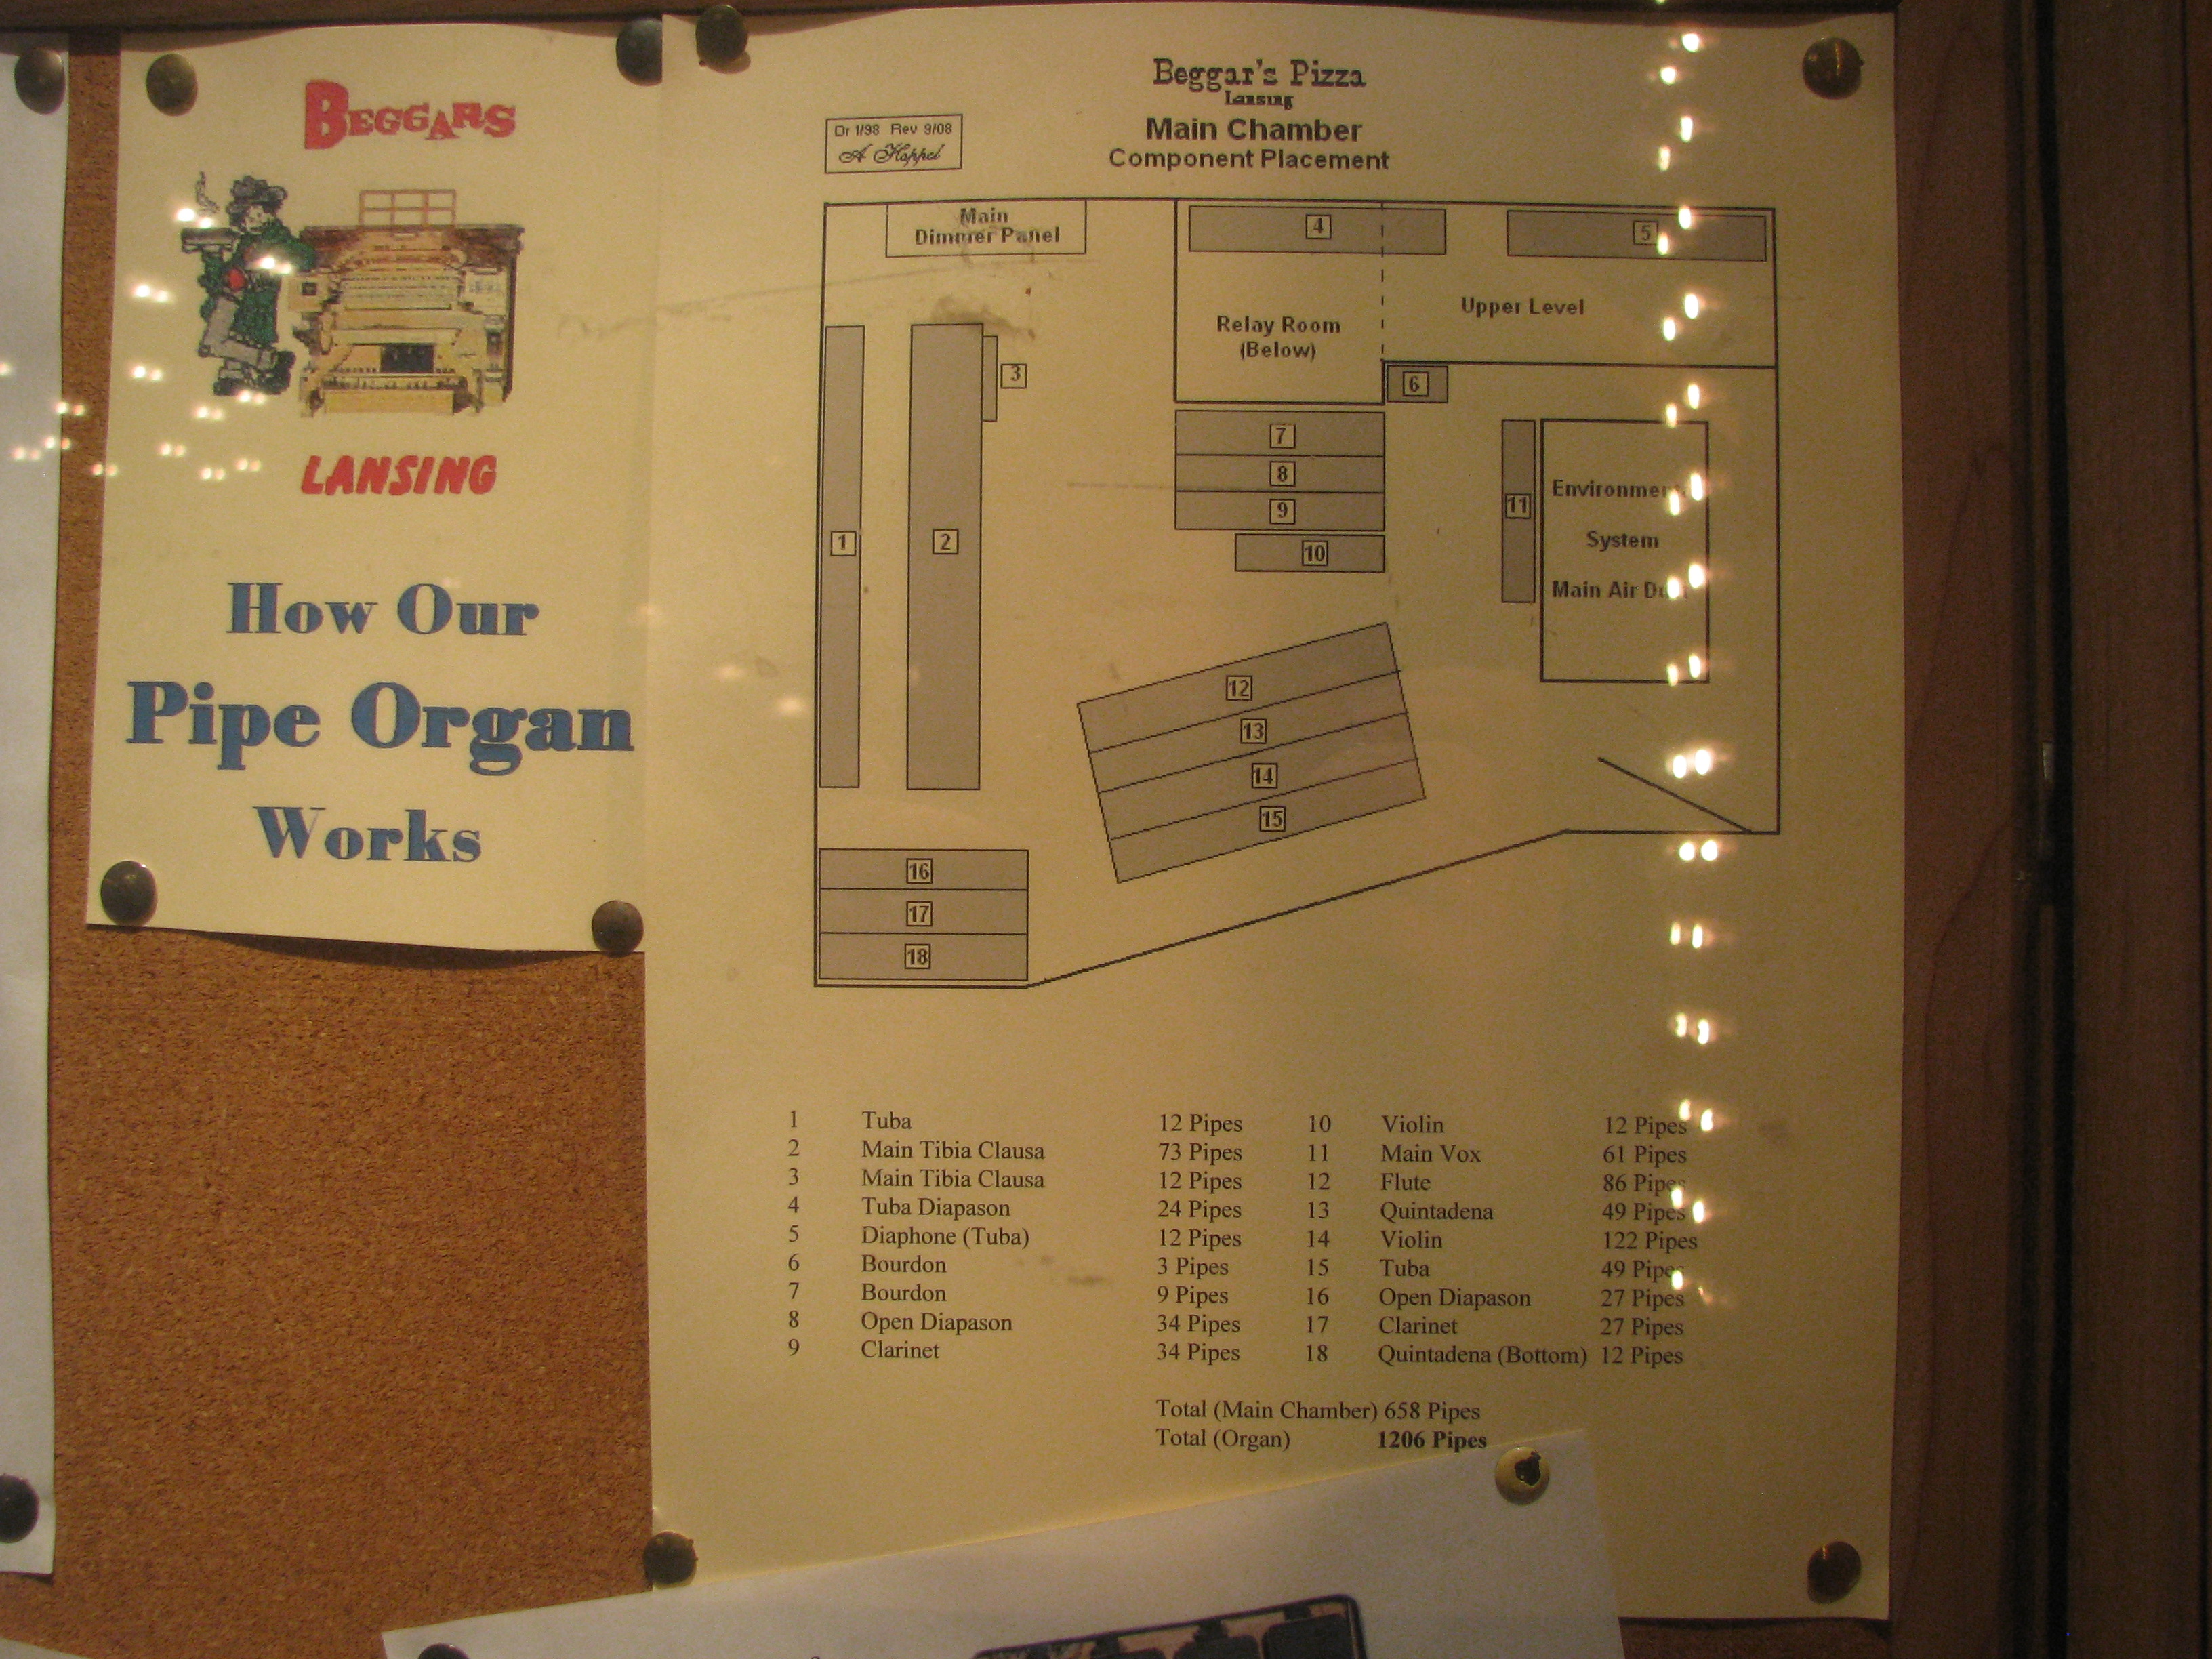 BEGGARS
LANSING
How Our
Pipe Organ
Works
Beggar's Pizza
Lansing
Main Chamber
Component Placement
Dr 1/98 Rev 9/08
A Hoppel
Main
Dimmer Panel
4
5
Upper Level
Relay Room
(Below)
3
6
7
8
9
10
11
1
2
System
Main Air
12
13
14
15
16
17
18
1 Tuba 12 Pipes 10 Violin 12 Pipes
2 Main Tibia Clausa 73 Pipes 11 Main Vox 61 Pipes
3 Main Tibia Clausa 12 Pipes 12 Flute 86 Pipes
4 Tuba Diapason 24 Pipes 13 Quintadena 49 Pipes
5 Diaphone (Tuba) 12 Pipes 14 Violin 122 Pipes
6 Bourdon 3 Pipes 15 Tuba 49 Pipes
7 Bourdon 9 Pipes 16 Open Diapason 27 Pipes
8 Open Diapason 34 Pipes 17 Clarinet 27 Pipes
9 Clarinet 34 Pipes 18 Quintadena (Bottom) 12 Pipes
Total (Main Chamber) 658 Pipes
Total (Organ) 1206 Pipes